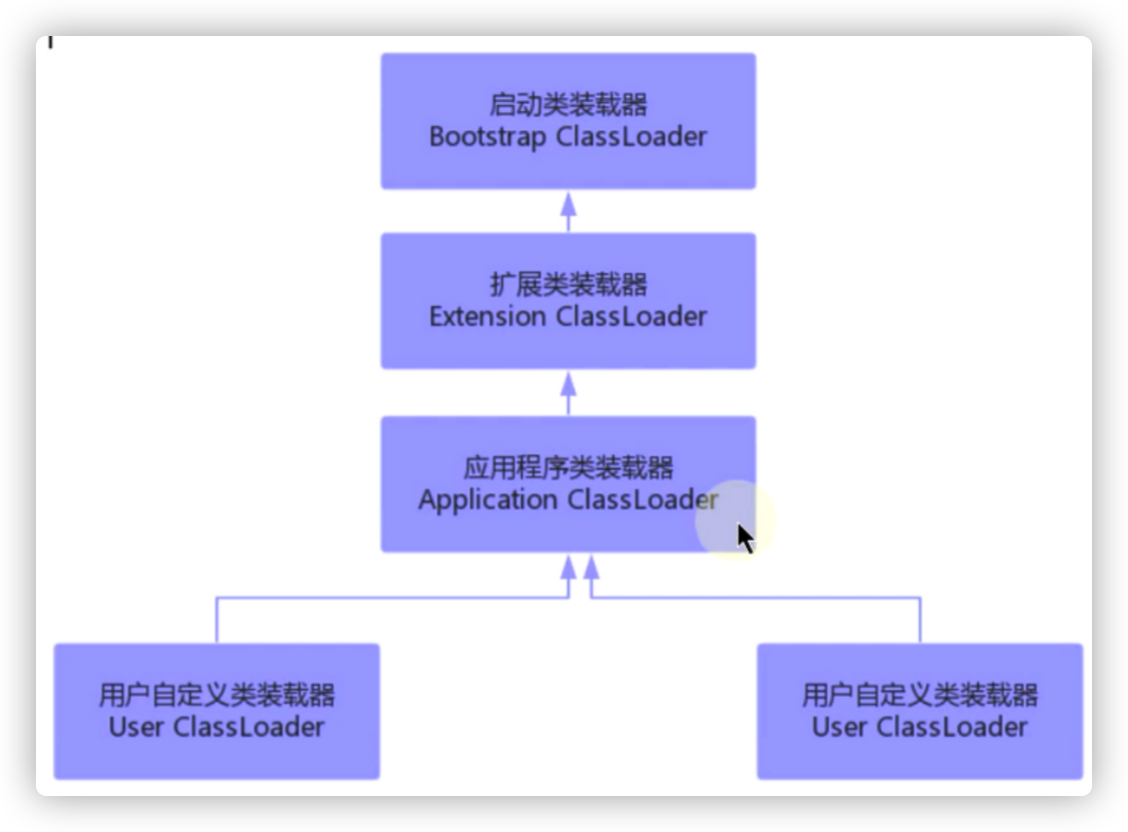 启动类装载器
Bootstrap ClassLoader
扩展类装载器
Extension ClassLoader
应用程序类装载器
Application ClassLoader
用户自定义类装载器
User ClassLoader
用户自定义类装载器
User ClassLoader